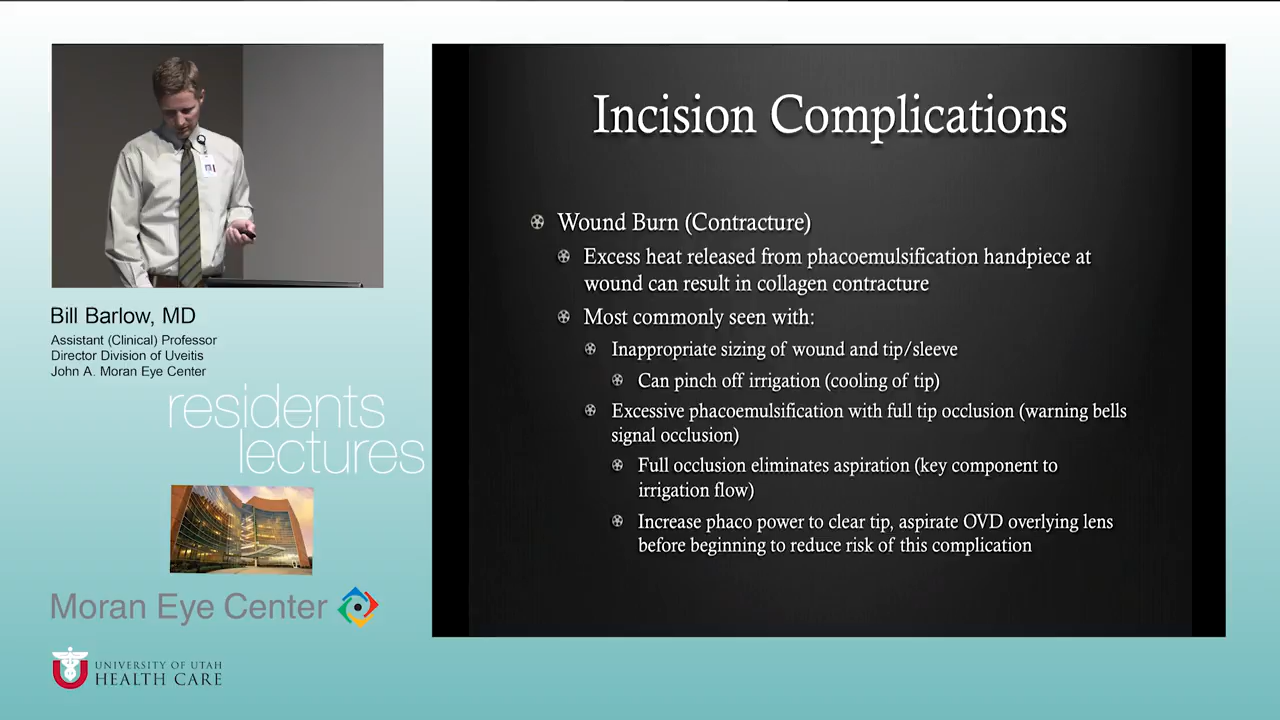 Incision Complications
Wound Burn (Contracture)
Excess heat released from phacoemulsification handpiece at
wound can result in collagen contracture
Most commonly seen with:
Inappropriate sizing of wound and tip/sleeve
Can pinch off irrigation (cooling of tip)
Excessive phacoemulsification with full tip occlusion (warning bells
signal occlusion)
Full occlusion eliminates aspiration (key component to
irrigation flow)
Increase phaco power to clear tip, aspirate OVD overlying lens
before beginning to reduce risk of this complication
Bill Barlow, MD
Assistant (Clinical) Professor
Director Division of Uveitis
John A. Moran Eye Center
residents
lectures
Moran Eye Center
UNIVERSITY OF UTAH
HEALTH CARE